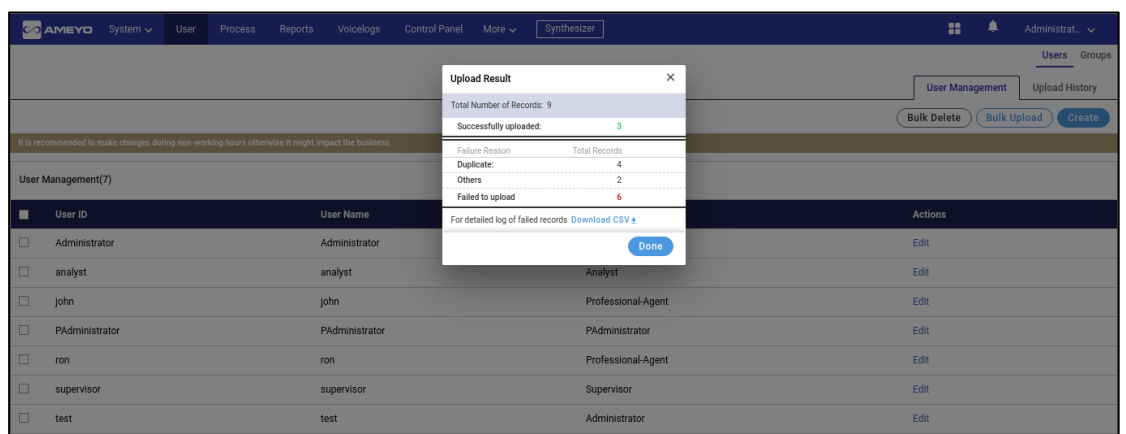 AMEYO System User Process Reports Voicelogs Control Panel More Synthesizer Administrat...
Users Groups
User Management Upload History
Bulk Delete Bulk Upload Create
It is recommended to make changes during non-working hours otherwise it might impact the business
User Management(7)
User ID User Name Actions
Administrator Administrator Edit
analyst analyst Analyst Edit
john john Professional-Agent Edit
PAdministrator PAdministrator PAdministrator Edit
ron ron Professional-Agent Edit
supervisor supervisor Supervisor Edit
test test Administrator Edit
Upload Result
Total Number of Records: 9
Successfully uploaded: 3
Failure Reason Total Records
Duplicate: 4
Others 2
Failed to upload 6
For detailed log of failed records Download CSV
Done